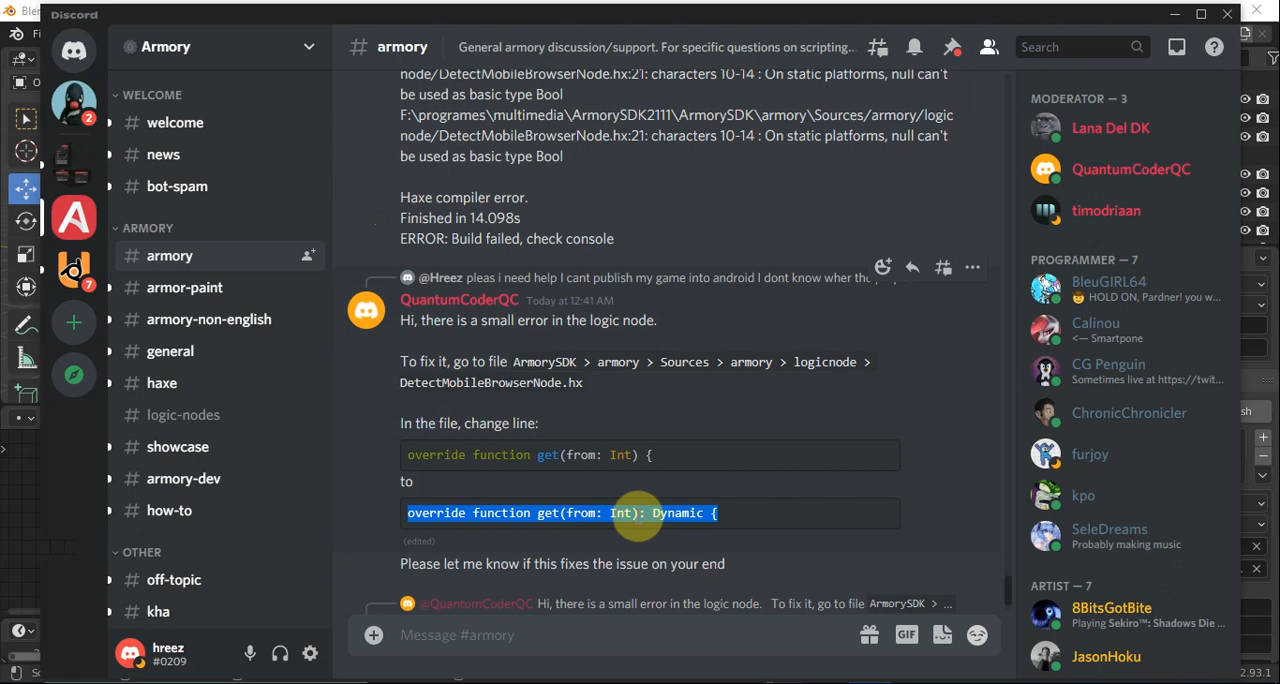 Discord
Armory
WELCOME
# welcome
# news
# bot-spam
ARMORY
# armory
# armor-paint
# armory-non-english
# general
# haxe
# logic-nodes
# showcase
# armory-dev
# how-to
OTHER
# off-topic
# kha
hreez
#0209
2
7
# armory
General armory discussion/support. For specific questions on scripting...
Search
node/DetectMobileBrowserNode.hx:21: characters 10-14 : On static platforms, null can't
be used as basic type Bool
F:\programes\multimedia\ArmorySDK2111\ArmorySDK\armory\Sources/armory/logic
node/DetectMobileBrowserNode.hx:21: characters 10-14 : On static platforms, null can't
be used as basic type Bool
Haxe compiler error.
Finished in 14.098s
ERROR: Build failed, check console
@Hreez pleas i need help I cant publish my game into android I dont know wher the
QuantumCoderQC Today at 12:41 AM
Hi, there is a small error in the logic node.
To fix it, go to file ArmorySDK > armory > Sources > armory > logicnode >
DetectMobileBrowserNode.hx
In the file, change line:
override function get(from: Int) {
to
override function get(from: Int): Dynamic {
(edited)
Please let me know if this fixes the issue on your end
@QuantumCoderQC Hi, there is a small error in the logic node. To fix it, go to file ArmorySDK > ...
Message #armory
GIF
MODERATOR — 3
Lana Del DK
QuantumCoderQC
timodriaan
PROGRAMMER — 7
BleuGIRL64
HOLD ON, Pardner! you w...
Calinou
<— Smartpone
CG Penguin
Sometimes live at https://twit...
ChronicChronicler
furjoy
kpo
SeleDreams
Probably making music
ARTIST — 7
8BitsGotBite
Playing Sekiro™: Shadows Die ...
JasonHoku
2.93.1